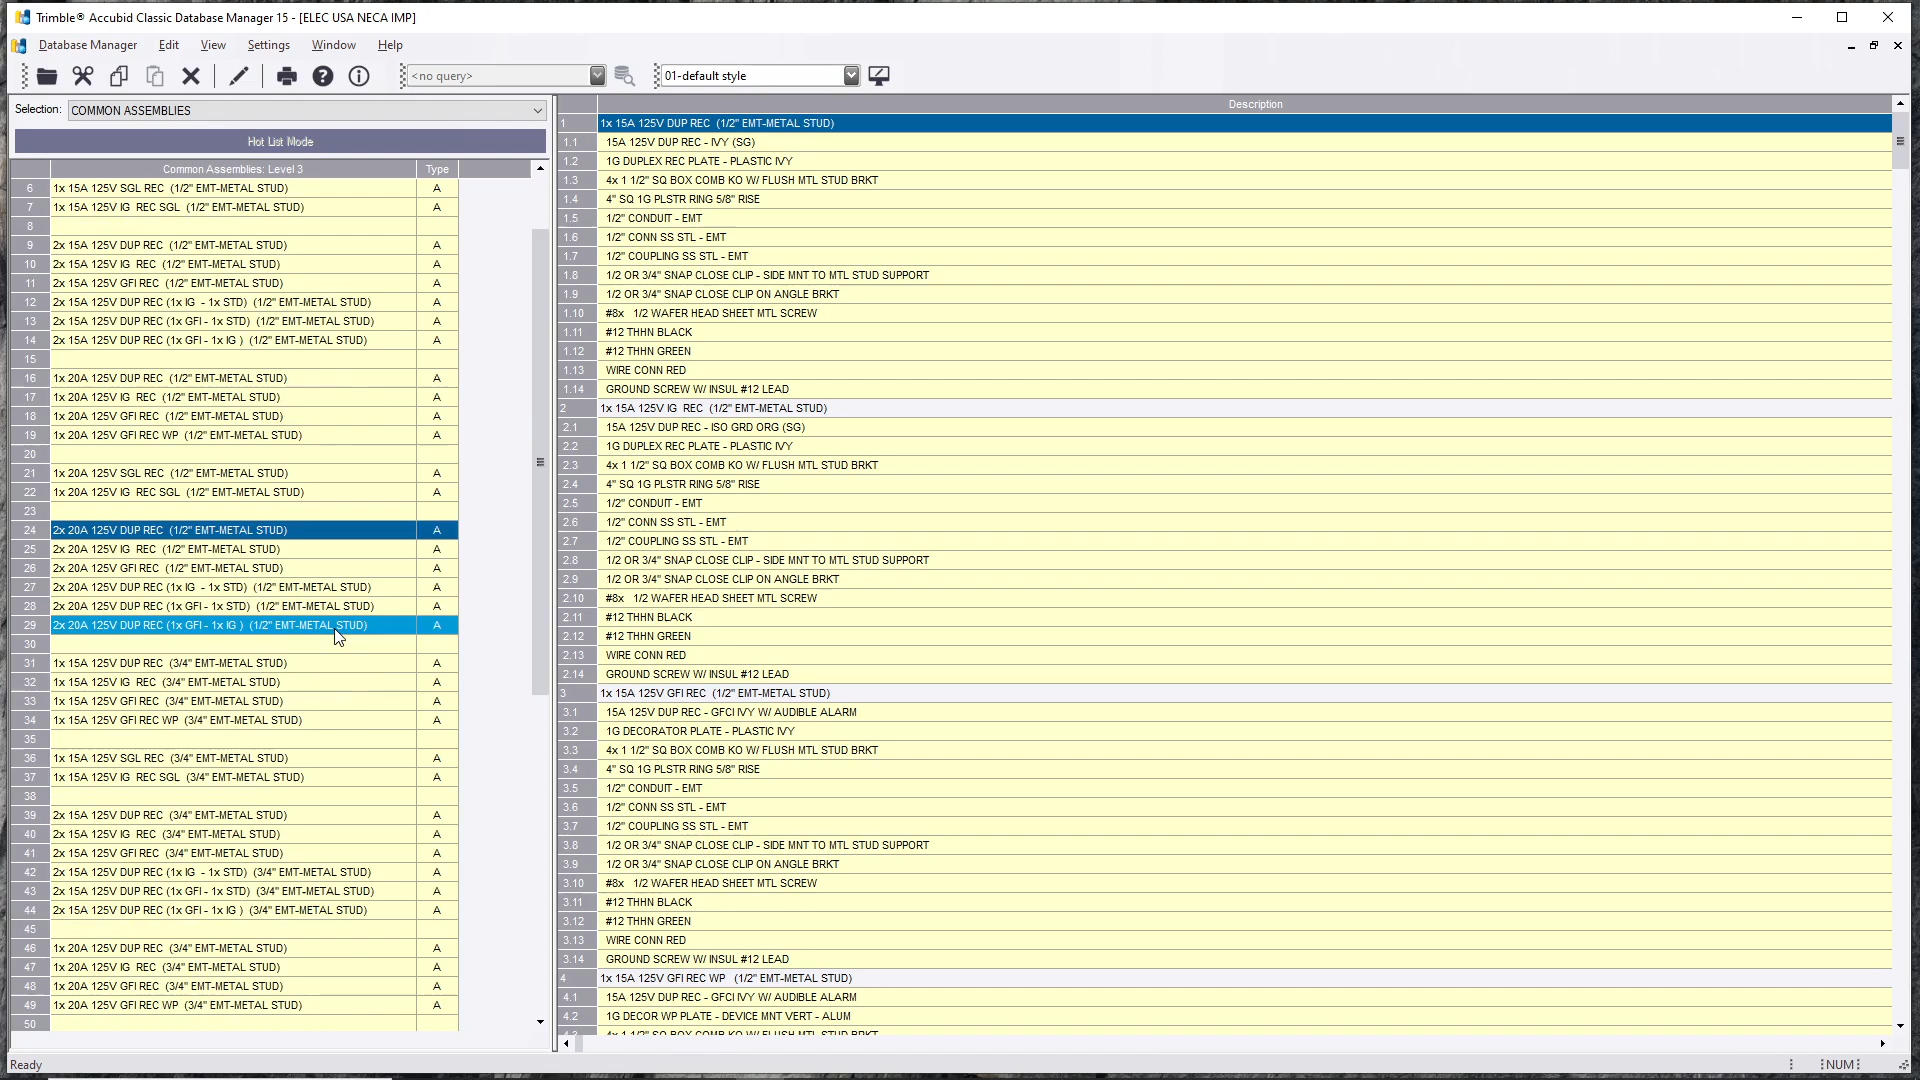 Trimble® Accubid Classic Database Manager 15 - [ELEC USA NECA IMP]
Database Manager Edit View Settings Window Help
<no query> 01-default style
Selection: COMMON ASSEMBLIES
Hot List Mode
Common Assemblies: Level 3 Type
6 1x 15A 125V SGL REC (1/2" EMT-METAL STUD) A
7 1x 15A 125V IG REC SGL (1/2" EMT-METAL STUD) A
8
9 2x 15A 125V DUP REC (1/2" EMT-METAL STUD) A
10 2x 15A 125V IG REC (1/2" EMT-METAL STUD) A
11 2x 15A 125V GFI REC (1/2" EMT-METAL STUD) A
12 2x 15A 125V DUP REC (1x IG - 1x STD) (1/2" EMT-METAL STUD) A
13 2x 15A 125V DUP REC (1x GFI - 1x STD) (1/2" EMT-METAL STUD) A
14 2x 15A 125V DUP REC (1x GFI - 1x IG ) (1/2" EMT-METAL STUD) A
15
16 1x 20A 125V DUP REC (1/2" EMT-METAL STUD) A
17 1x 20A 125V IG REC (1/2" EMT-METAL STUD) A
18 1x 20A 125V GFI REC (1/2" EMT-METAL STUD) A
19 1x 20A 125V GFI REC WP (1/2" EMT-METAL STUD) A
20
21 1x 20A 125V SGL REC (1/2" EMT-METAL STUD) A
22 1x 20A 125V IG REC SGL (1/2" EMT-METAL STUD) A
23
24 2x 20A 125V DUP REC (1/2" EMT-METAL STUD) A
25 2x 20A 125V IG REC (1/2" EMT-METAL STUD) A
26 2x 20A 125V GFI REC (1/2" EMT-METAL STUD) A
27 2x 20A 125V DUP REC (1x IG - 1x STD) (1/2" EMT-METAL STUD) A
28 2x 20A 125V DUP REC (1x GFI - 1x STD) (1/2" EMT-METAL STUD) A
29 2x 20A 125V DUP REC (1x GFI - 1x IG ) (1/2" EMT-METAL STUD) A
30
31 1x 15A 125V DUP REC (3/4" EMT-METAL STUD) A
32 1x 15A 125V IG REC (3/4" EMT-METAL STUD) A
33 1x 15A 125V GFI REC (3/4" EMT-METAL STUD) A
34 1x 15A 125V GFI REC WP (3/4" EMT-METAL STUD) A
35
36 1x 15A 125V SGL REC (3/4" EMT-METAL STUD) A
37 1x 15A 125V IG REC SGL (3/4" EMT-METAL STUD) A
38
39 2x 15A 125V DUP REC (3/4" EMT-METAL STUD) A
40 2x 15A 125V IG REC (3/4" EMT-METAL STUD) A
41 2x 15A 125V GFI REC (3/4" EMT-METAL STUD) A
42 2x 15A 125V DUP REC (1x IG - 1x STD) (3/4" EMT-METAL STUD) A
43 2x 15A 125V DUP REC (1x GFI - 1x STD) (3/4" EMT-METAL STUD) A
44 2x 15A 125V DUP REC (1x GFI - 1x IG ) (3/4" EMT-METAL STUD) A
45
46 1x 20A 125V DUP REC (3/4" EMT-METAL STUD) A
47 1x 20A 125V IG REC (3/4" EMT-METAL STUD) A
48 1x 20A 125V GFI REC (3/4" EMT-METAL STUD) A
49 1x 20A 125V GFI REC WP (3/4" EMT-METAL STUD) A
50
Description
1 1x 15A 125V DUP REC (1/2" EMT-METAL STUD)
1.1 15A 125V DUP REC - IVY (SG)
1.2 1G DUPLEX REC PLATE - PLASTIC IVY
1.3 4x 1 1/2" SQ BOX COMB KO W/ FLUSH MTL STUD BRKT
1.4 4" SQ 1G PLSTR RING 5/8" RISE
1.5 1/2" CONDUIT - EMT
1.6 1/2" CONN SS STL - EMT
1.7 1/2" COUPLING SS STL - EMT
1.8 1/2 OR 3/4" SNAP CLOSE CLIP - SIDE MNT TO MTL STUD SUPPORT
1.9 1/2 OR 3/4" SNAP CLOSE CLIP ON ANGLE BRKT
1.10 #8x 1/2 WAFER HEAD SHEET MTL SCREW
1.11 #12 THHN BLACK
1.12 #12 THHN GREEN
1.13 WIRE CONN RED
1.14 GROUND SCREW W/ INSUL #12 LEAD
2 1x 15A 125V IG REC (1/2" EMT-METAL STUD)
2.1 15A 125V DUP REC - ISO GRD ORG (SG)
2.2 1G DUPLEX REC PLATE - PLASTIC IVY
2.3 4x 1 1/2" SQ BOX COMB KO W/ FLUSH MTL STUD BRKT
2.4 4" SQ 1G PLSTR RING 5/8" RISE
2.5 1/2" CONDUIT - EMT
2.6 1/2" CONN SS STL - EMT
2.7 1/2" COUPLING SS STL - EMT
2.8 1/2 OR 3/4" SNAP CLOSE CLIP - SIDE MNT TO MTL STUD SUPPORT
2.9 1/2 OR 3/4" SNAP CLOSE CLIP ON ANGLE BRKT
2.10 #8x 1/2 WAFER HEAD SHEET MTL SCREW
2.11 #12 THHN BLACK
2.12 #12 THHN GREEN
2.13 WIRE CONN RED
2.14 GROUND SCREW W/ INSUL #12 LEAD
3 1x 15A 125V GFI REC (1/2" EMT-METAL STUD)
3.1 15A 125V DUP REC - GFCI IVY W/ AUDIBLE ALARM
3.2 1G DECORATOR PLATE - PLASTIC IVY
3.3 4x 1 1/2" SQ BOX COMB KO W/ FLUSH MTL STUD BRKT
3.4 4" SQ 1G PLSTR RING 5/8" RISE
3.5 1/2" CONDUIT - EMT
3.6 1/2" CONN SS STL - EMT
3.7 1/2" COUPLING SS STL - EMT
3.8 1/2 OR 3/4" SNAP CLOSE CLIP - SIDE MNT TO MTL STUD SUPPORT
3.9 1/2 OR 3/4" SNAP CLOSE CLIP ON ANGLE BRKT
3.10 #8x 1/2 WAFER HEAD SHEET MTL SCREW
3.11 #12 THHN BLACK
3.12 #12 THHN GREEN
3.13 WIRE CONN RED
3.14 GROUND SCREW W/ INSUL #12 LEAD
4 1x 15A 125V GFI REC WP (1/2" EMT-METAL STUD)
4.1 15A 125V DUP REC - GFCI IVY W/ AUDIBLE ALARM
4.2 1G DECOR WP PLATE - DEVICE MNT VERT - ALUM
4.3 4x 1 1/2" SQ BOX COMB KO W/ FLUSH MTL STUD BRKT
Ready NUM